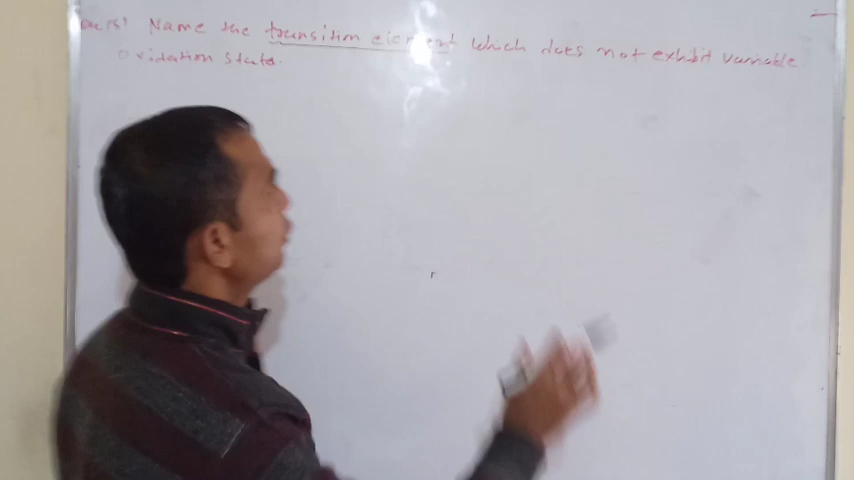 Name the transition element which does not exhibit variable
Oxidation state.